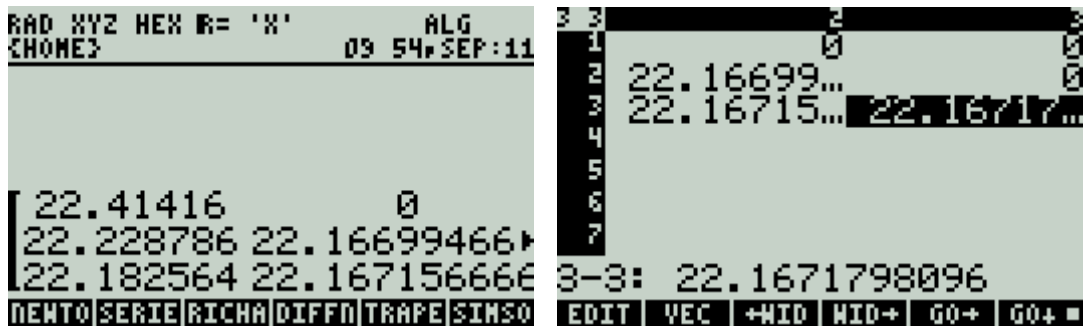 RAD XYZ HEX R= 'X' ALG
{HOME} 09 54 SEP:11
22.41416 0
22.228786 22.16699466
22.182564 22.167156666
NEWTO SERIE RICHA DIFFN TRAPE SIMSO
3 3 2 3
1 0 0
2 22.16699… 0
3 22.16715… 22.16717…
4
5
6
7
3-3: 22.1671798096
EDIT VEC ←WID WID→ GO→ GO↓